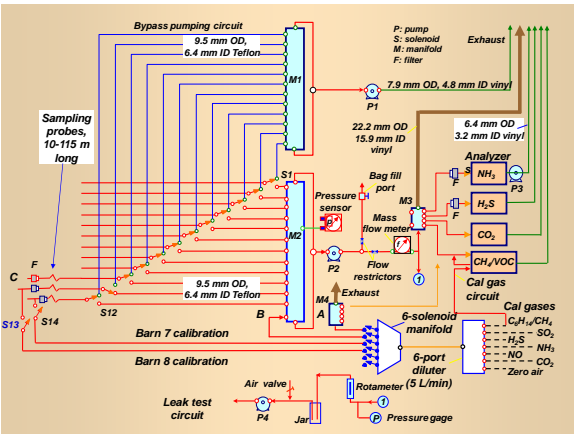 Bypass pumping circuit
9.5 mm OD,
6.4 mm ID Teflon
M1
P: pump
S: solenoid
M: manifold
F: filter
Exhaust
P1
7.9 mm OD, 4.8 mm ID vinyl
Sampling
probes,
10-115 m
long
22.2 mm OD
15.9 mm ID
vinyl
6.4 mm OD
3.2 mm ID vinyl
Analyzer
S
F
NH3
P3
F
H2S
CO2
CH4/VOC
S1
Bag fill
port
Pressure
sensor
P
M2
M3
Mass
flow meter
f
P2
Flow
restrictors
1
Cal gas
circuit
C
F
S13
S14
S12
9.5 mm OD,
6.4 mm ID Teflon
B
M4
Exhaust
A
6-solenoid
manifold
Cal gases
C6H14/CH4
SO2
H2S
NH3
NO
CO2
Zero air
6-port
diluter
(5 L/min)
Barn 7 calibration
Barn 8 calibration
Leak test
circuit
Air valve
P4
Jar
Rotameter
1
P
Pressure gage